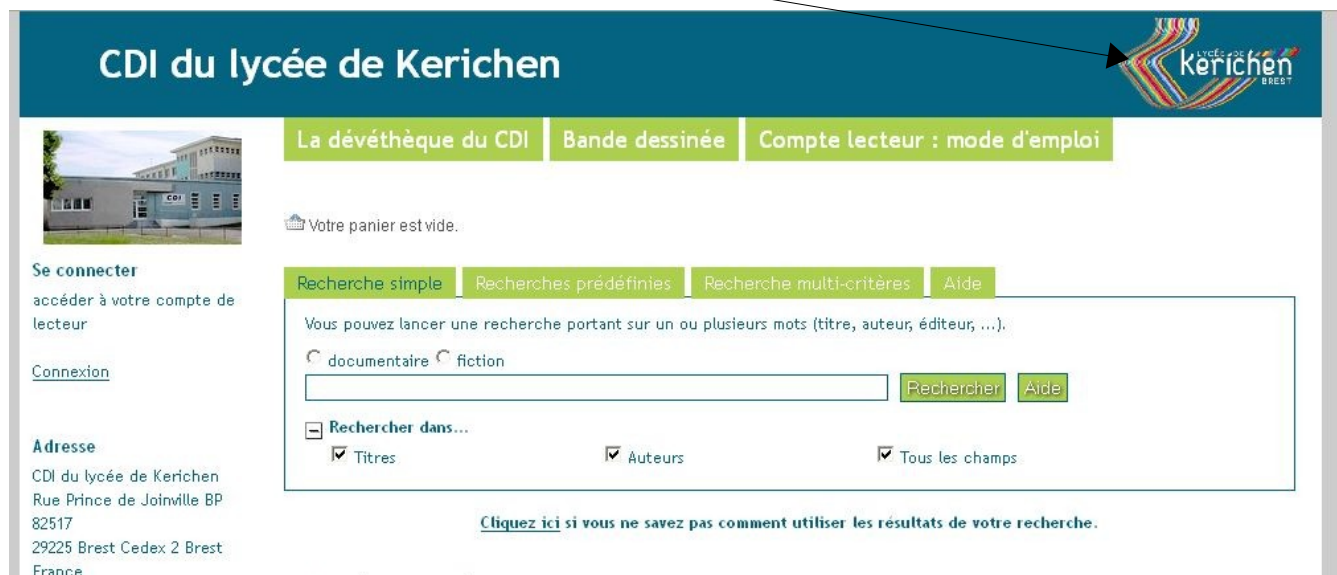 CDI du lycée de Kerichen
LYCÉE DE
kerichen
BREST
La dévéthèque du CDI Bande dessinée Compte lecteur : mode d'emploi
CDI
Votre panier est vide.
Se connecter
accéder à votre compte de
lecteur
Connexion
Adresse
CDI du lycée de Kerichen
Rue Prince de Joinville BP
82517
29225 Brest Cedex 2 Brest
France
Recherche simple Recherches prédéfinies Recherche multi-critères Aide
Vous pouvez lancer une recherche portant sur un ou plusieurs mots (titre, auteur, éditeur, ...).
documentaire fiction
Rechercher Aide
Rechercher dans...
Titres Auteurs Tous les champs
Cliquez ici si vous ne savez pas comment utiliser les résultats de votre recherche.